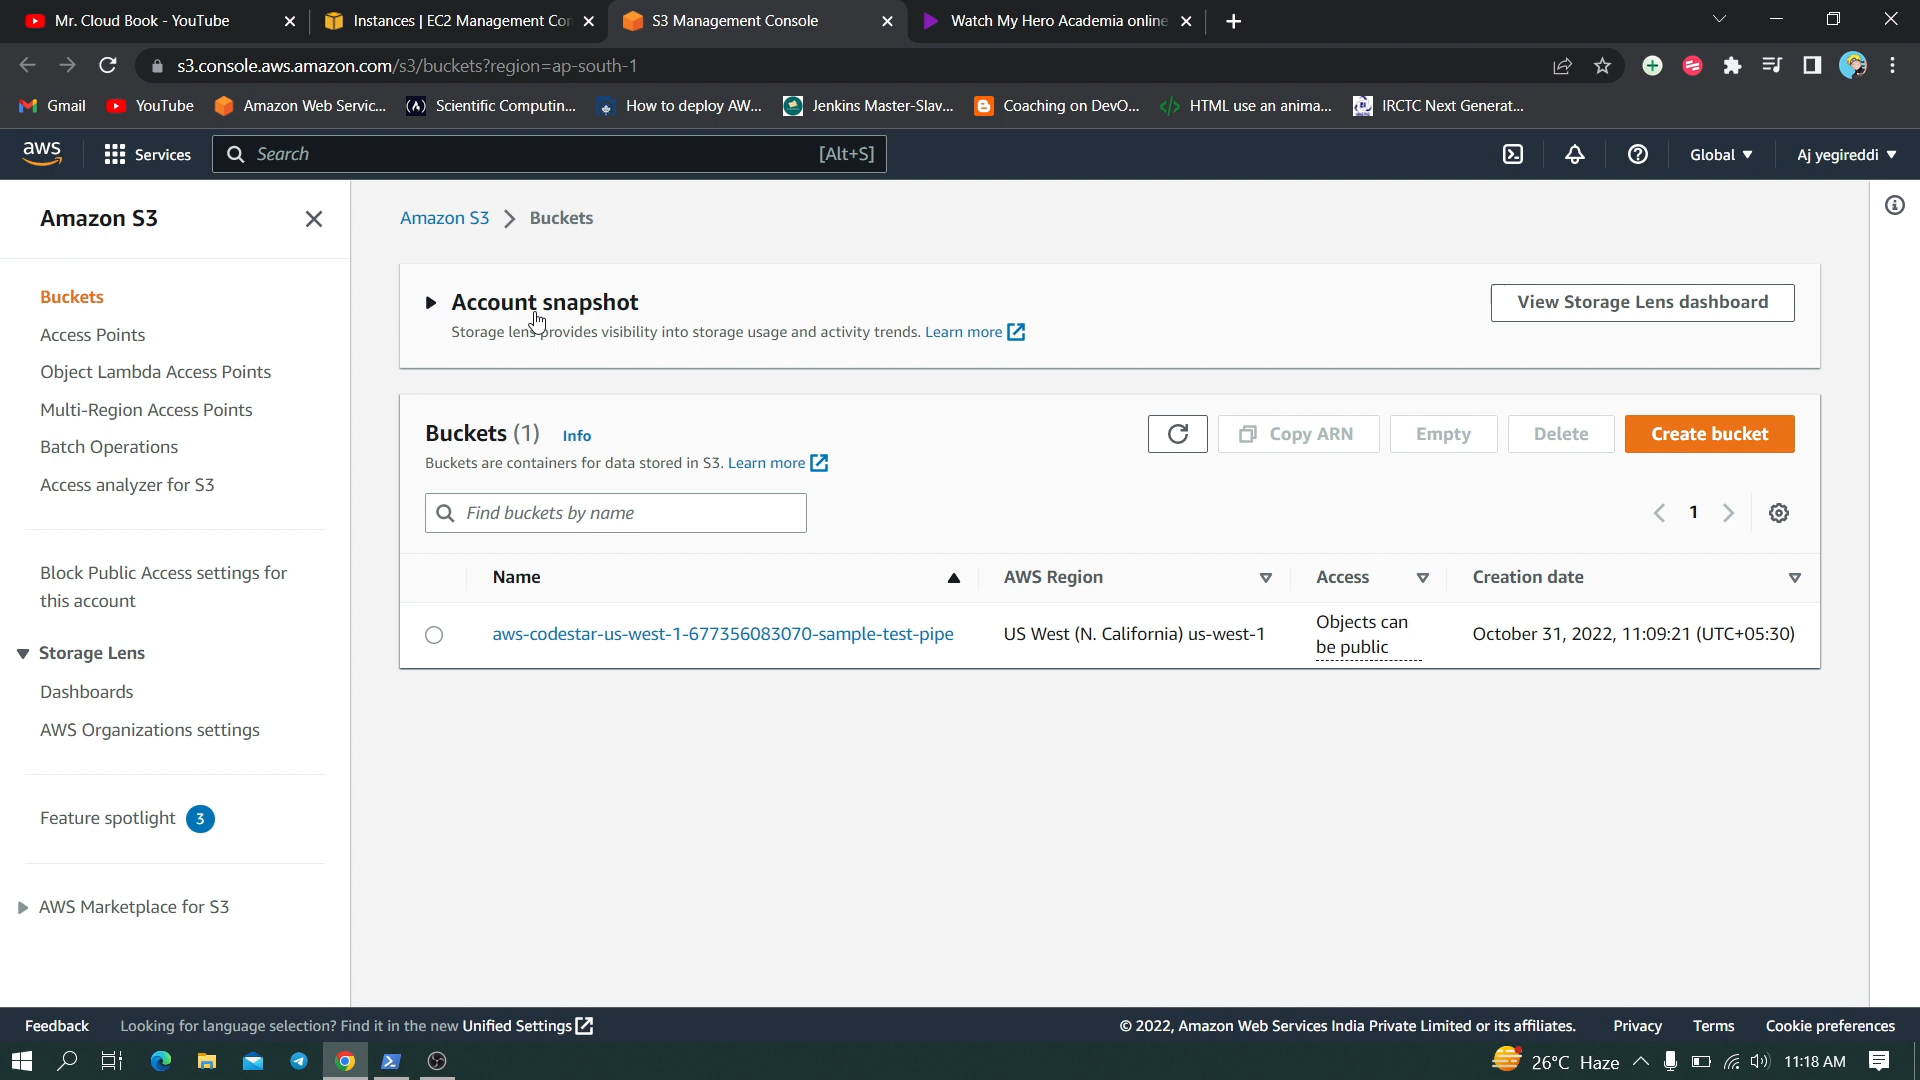 Mr. Cloud Book - YouTube
Instances | EC2 Management Con
S3 Management Console
Watch My Hero Academia online
s3.console.aws.amazon.com/s3/buckets?region=ap-south-1
Gmail
YouTube
Amazon Web Servic...
Scientific Computin...
How to deploy AW...
Jenkins Master-Slav...
Coaching on DevO...
HTML use an anima...
IRCTC Next Generat...
aws
Services
Search
[Alt+S]
Global
Aj yegireddi
Amazon S3
Buckets
Access Points
Object Lambda Access Points
Multi-Region Access Points
Batch Operations
Access analyzer for S3
Block Public Access settings for
this account
Storage Lens
Dashboards
AWS Organizations settings
Feature spotlight 3
AWS Marketplace for S3
Amazon S3 > Buckets
Account snapshot
Storage lens provides visibility into storage usage and activity trends. Learn more
View Storage Lens dashboard
Buckets (1) Info
Buckets are containers for data stored in S3. Learn more
Copy ARN
Empty
Delete
Create bucket
Find buckets by name
1
Name
AWS Region
Access
Creation date
aws-codestar-us-west-1-677356083070-sample-test-pipe
US West (N. California) us-west-1
Objects can
be public
October 31, 2022, 11:09:21 (UTC+05:30)
Feedback
Looking for language selection? Find it in the new Unified Settings
© 2022, Amazon Web Services India Private Limited or its affiliates.
Privacy
Terms
Cookie preferences
26°C Haze
11:18 AM